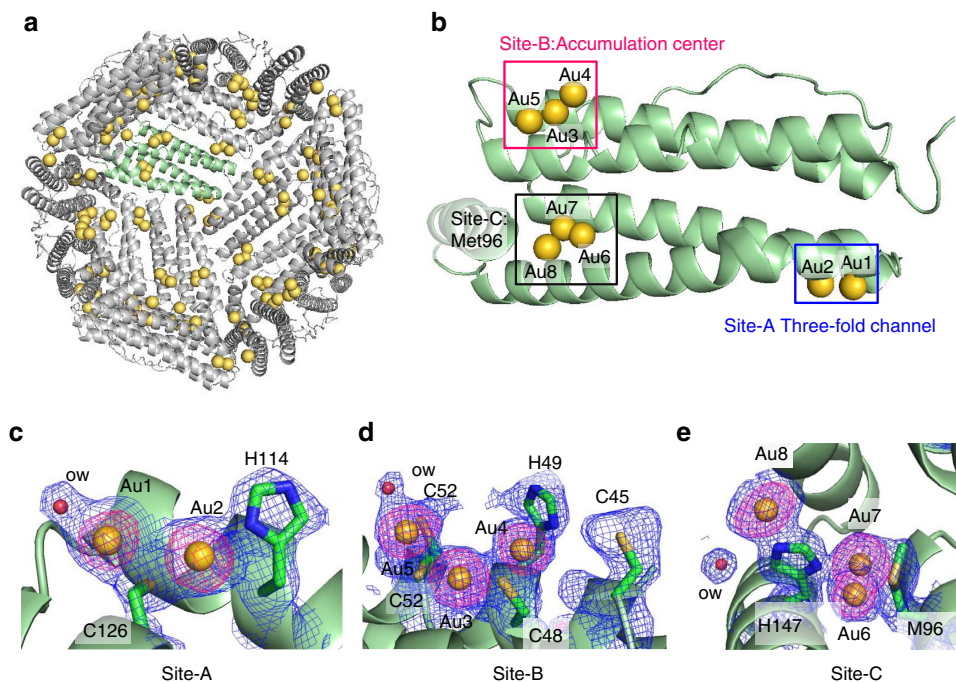 a
b
Site-B:Accumulation center
Au4
Au5
Au3
Site-C:
Met96
Au7
Au8
Au6
Au2
Au1
Site-A Three-fold channel
c
ow
Au1
Au2
H114
C126
Site-A
d
ow
C52
H49
C45
Au4
Au5
C52
Au3
C48
Site-B
e
Au8
Au7
ow
H147
Au6
M96
Site-C